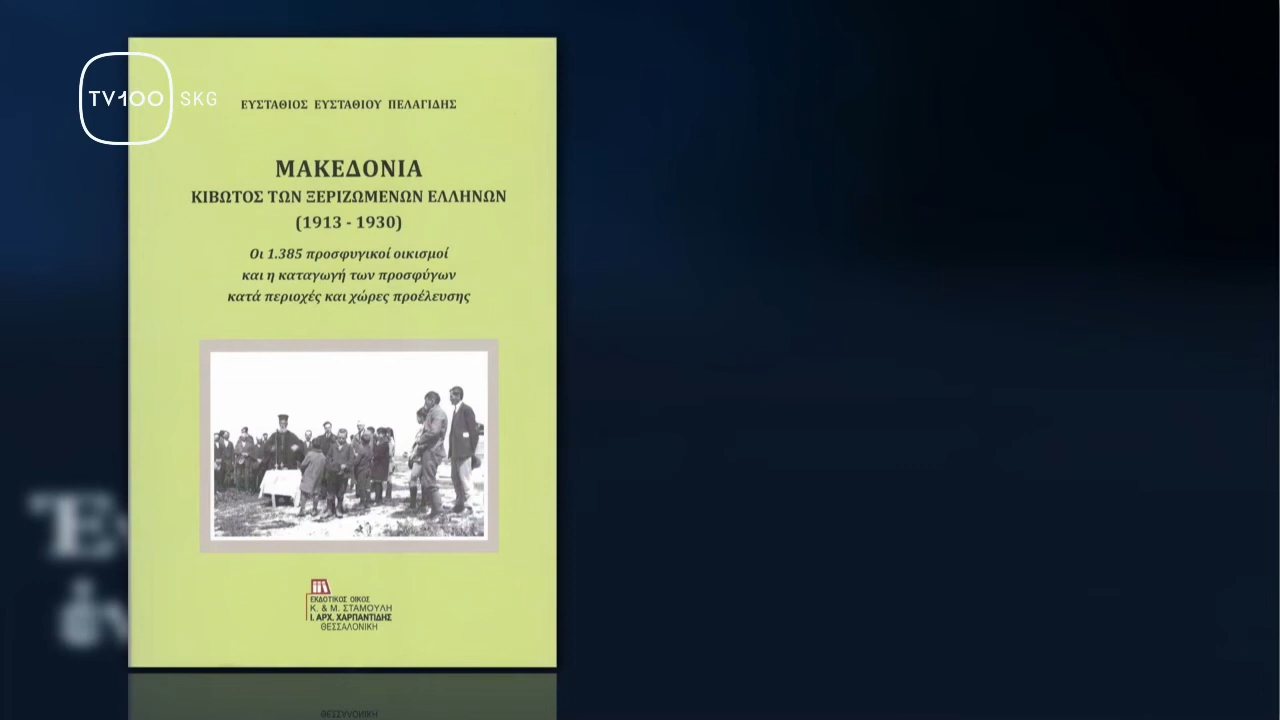 TV100 SKG
ΕΥΣΤΑΘΙΟΣ ΕΥΣΤΑΘΙΟΥ ΠΕΛΑΓΙΔΗΣ
ΜΑΚΕΔΟΝΙΑ
ΚΙΒΩΤΟΣ ΤΩΝ ΞΕΡΙΖΩΜΕΝΩΝ ΕΛΛΗΝΩΝ
(1913 - 1930)
Οι 1.385 προσφυγικοί οικισμοί
και η καταγωγή των προσφύγων
κατά περιοχές και χώρες προέλευσης
ΕΚΔΟΤΙΚΟΣ ΟΙΚΟΣ
Κ. & Μ. ΣΤΑΜΟΥΛΗ
Ι. ΑΡΧ. ΧΑΡΠΑΝΤΙΔΗΣ
ΘΕΣΣΑΛΟΝΙΚΗ